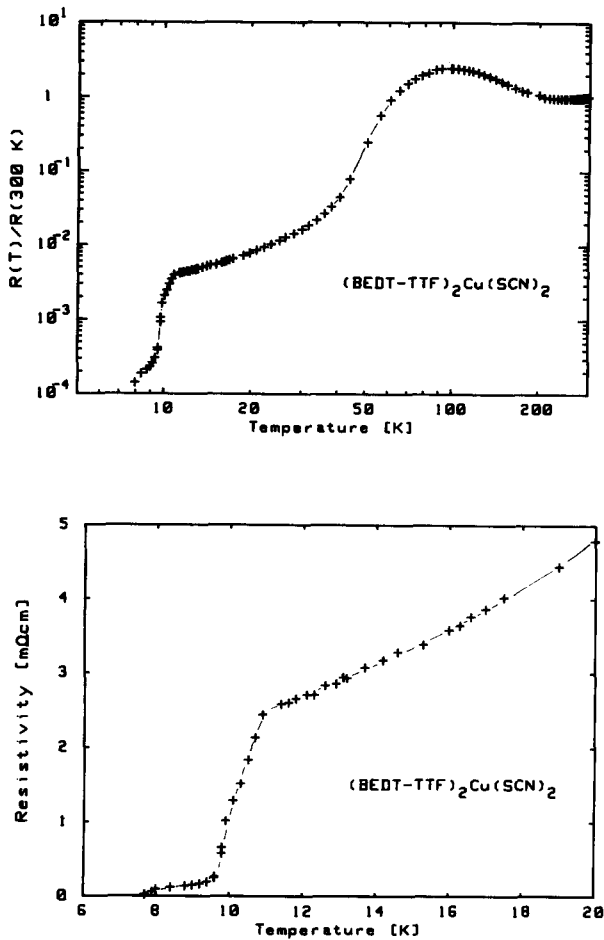 10¹
1
10⁻¹
10⁻²
10⁻³
10⁻⁴
R(T)/R(300 K)
(BEDT-TTF)₂Cu(SCN)₂
10 20 50 100 200
Temperature [K]
5
4
3
2
1
0
Resistivity [mΩcm]
(BEDT-TTF)₂Cu(SCN)₂
6 8 10 12 14 16 18 20
Temperature [K]